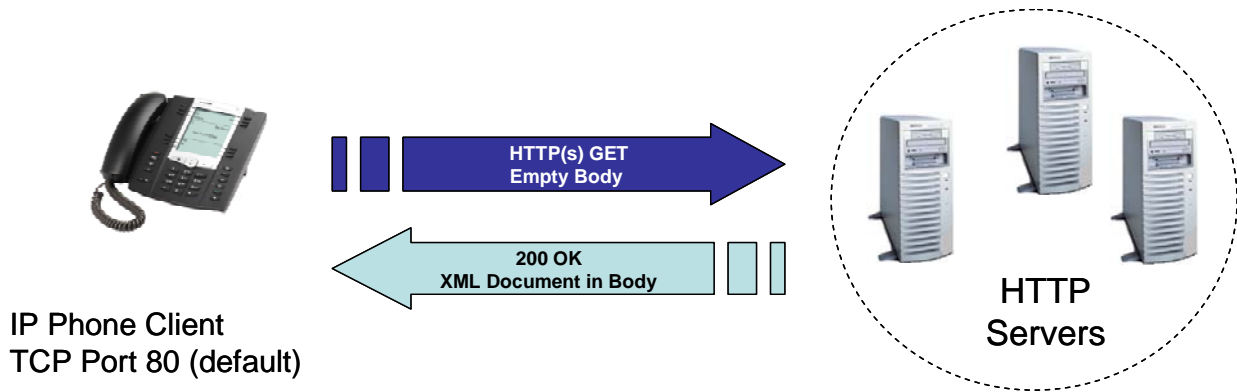 HTTP(s) GET
Empty Body
200 OK
XML Document in Body
IP Phone Client
TCP Port 80 (default)
HTTP
Servers